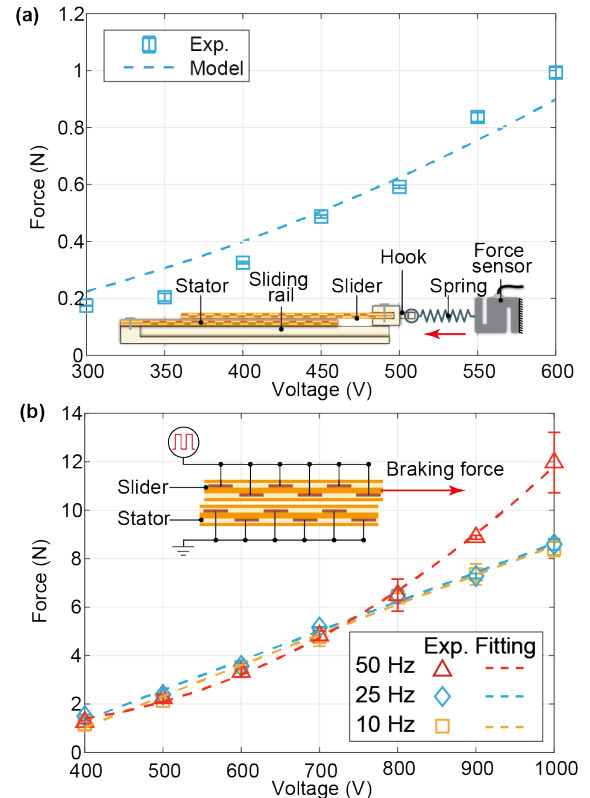 (a)
1.2
1
0.8
0.6
0.4
0.2
0
Force (N)
Exp.
Model
Stator
Sliding
rail
Slider
Hook
Spring
Force
sensor
300 350 400 450 500 550 600
Voltage (V)
(b)
14
12
10
8
6
4
2
0
Force (N)
Slider
Stator
Braking force
Exp. Fitting
50 Hz
25 Hz
10 Hz
400 500 600 700 800 900 1000
Voltage (V)